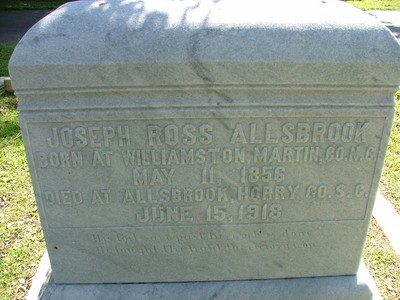 JOSEPH ROSS ALLSBROOK
BORN AT WILLIAMSTON, MARTIN, CO. N.C.
MAY 11, 1856
DIED AT ALLSBROOK, HORRY CO. S.C.
JUNE 15, 1918